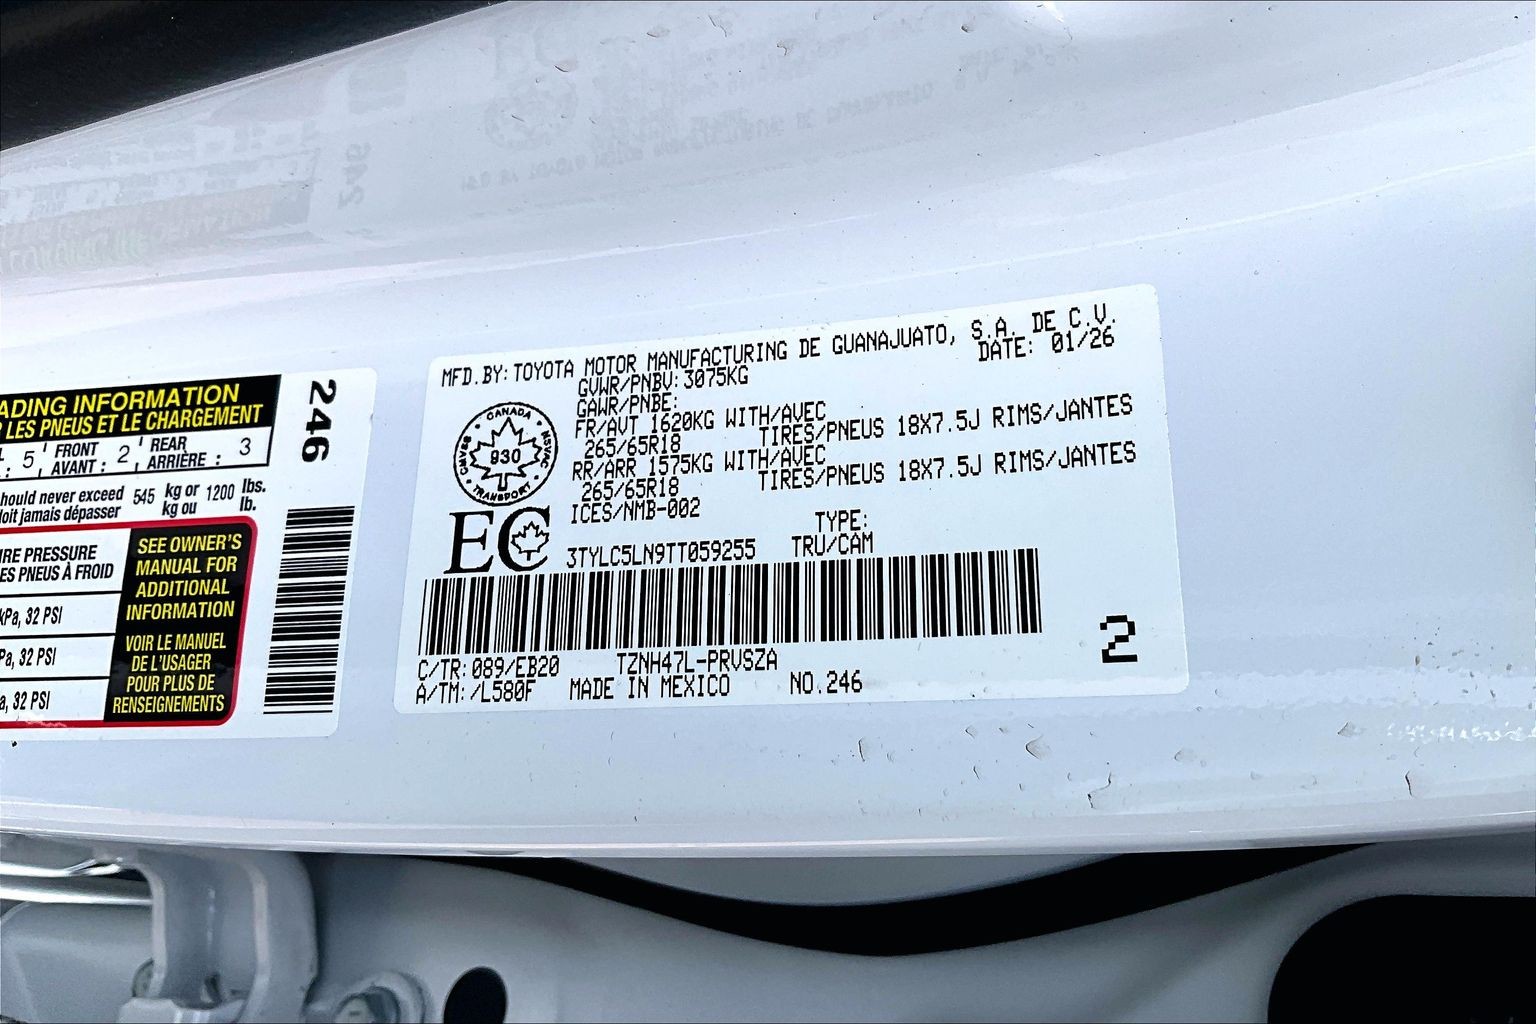 ADING INFORMATION
LES PNEUS ET LE CHARGEMENT
: 5 FRONT AVANT : 2 REAR ARRIÈRE : 3
hould never exceed 545 kg or 1200 lbs.
doit jamais dépasser kg ou lb.
IRE PRESSURE
ES PNEUS À FROID
kPa, 32 PSI
Pa, 32 PSI
a, 32 PSI
SEE OWNER'S
MANUAL FOR
ADDITIONAL
INFORMATION
VOIR LE MANUEL
DE L'USAGER
POUR PLUS DE
RENSEIGNEMENTS
246
MFD.BY:TOYOTA MOTOR MANUFACTURING DE GUANAJUATO, S.A. DE C.V.
GVWR/PNBV:3075KG DATE: 01/26
GAWR/PNBE:
FR/AVT 1620KG WITH/AVEC
265/65R18 TIRES/PNEUS 18X7.5J RIMS/JANTES
RR/ARR 1575KG WITH/AVEC
265/65R18 TIRES/PNEUS 18X7.5J RIMS/JANTES
ICES/NMB-002
CANADA
NSVAC
930
TRANSPORT
EC
TYPE:
3TYLC5LN9TT059255 TRU/CAM
C/TR:089/EB20 TZNH47L-PRVSZA
A/TM:/L580F MADE IN MEXICO NO.246
2